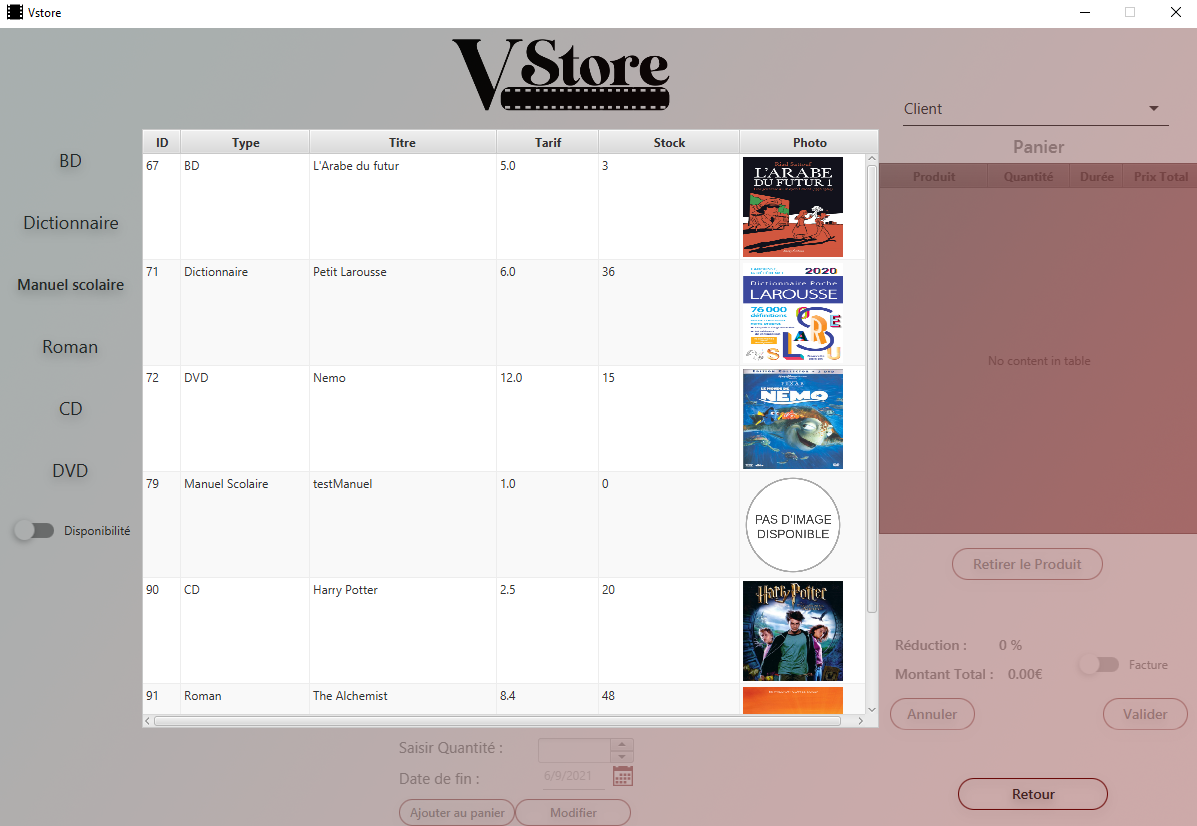 Vstore
V Store
Client
Panier
Produit Quantité Durée Prix Total
No content in table
BD
Dictionnaire
Manuel scolaire
Roman
CD
DVD
Disponibilité
ID Type Titre Tarif Stock Photo
67 BD L'Arabe du futur 5.0 3
L'ARABE
DU FUTUR 1
71 Dictionnaire Petit Larousse 6.0 36
2020
Dictionnaire Poche
LAROUSSE
76 000
définitions
72 DVD Nemo 12.0 15
PIXAR
LE MONDE DE
NEMO
79 Manuel Scolaire testManuel 1.0 0
PAS D'IMAGE
DISPONIBLE
90 CD Harry Potter 2.5 20
Harry Potter
91 Roman The Alchemist 8.4 48
Retirer le Produit
Réduction : 0 %
Montant Total : 0.00€
Facture
Annuler
Valider
Saisir Quantité :
Date de fin : 6/9/2021
Ajouter au panier
Modifier
Retour